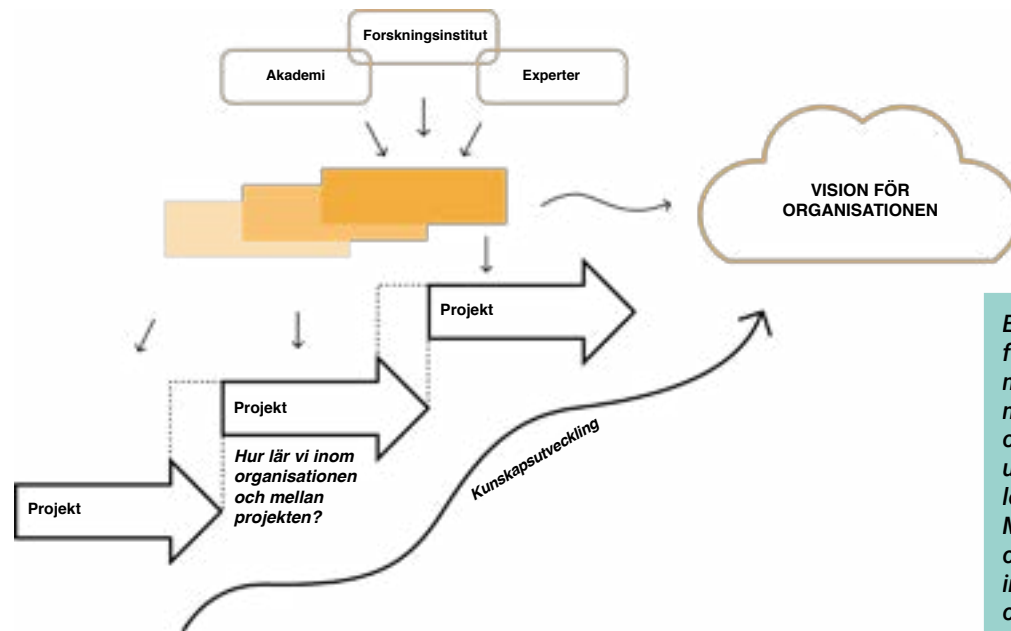 Forskningsinstitut
Akademi
Experter
VISION FÖR
ORGANISATIONEN
Projekt
Projekt
Hur lär vi inom
organisationen
och mellan
projekten?
Projekt
Kunskapsutveckling